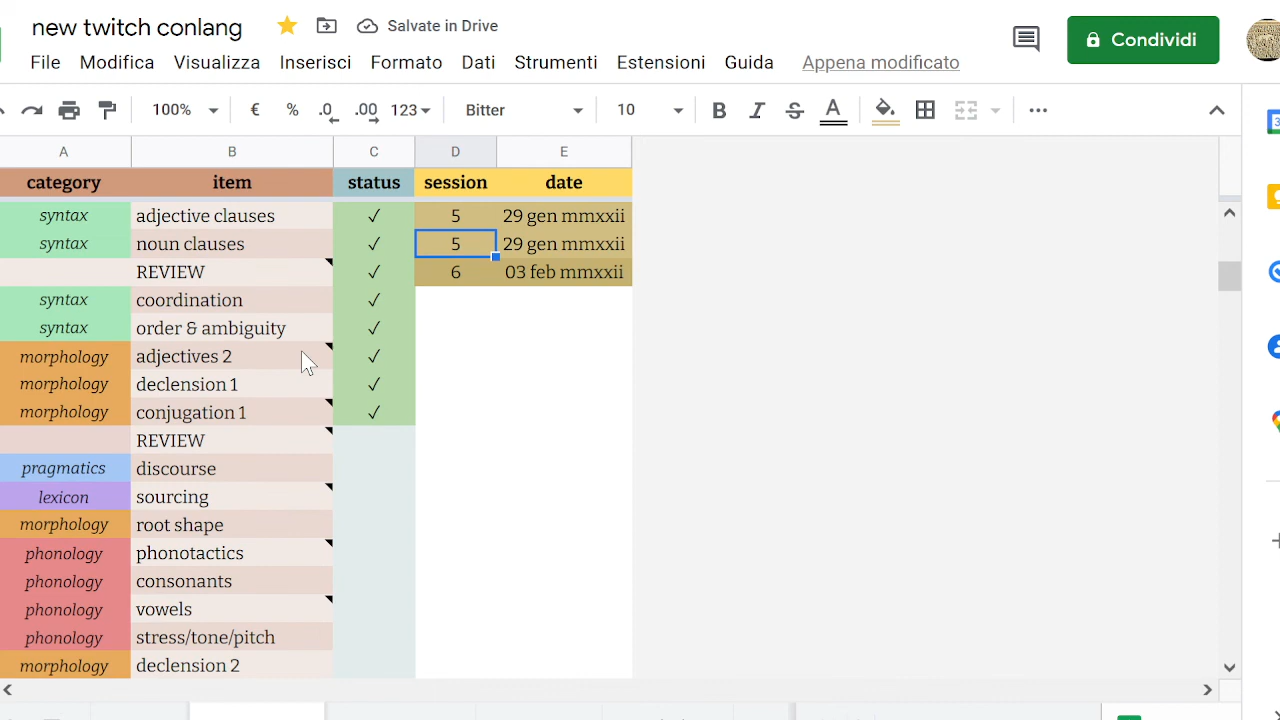 new twitch conlang Salvate in Drive
Condividi
File Modifica Visualizza Inserisci Formato Dati Strumenti Estensioni Guida Appena modificato
100% € % .0 .00 123 Bitter 10 B I S A
A B C D E
category item status session date
syntax adjective clauses ✓ 5 29 gen mmxxii
syntax noun clauses ✓ 5 29 gen mmxxii
REVIEW ✓ 6 03 feb mmxxii
syntax coordination ✓
syntax order & ambiguity ✓
morphology adjectives 2 ✓
morphology declension 1 ✓
morphology conjugation 1 ✓
REVIEW
pragmatics discourse
lexicon sourcing
morphology root shape
phonology phonotactics
phonology consonants
phonology vowels
phonology stress/tone/pitch
morphology declension 2